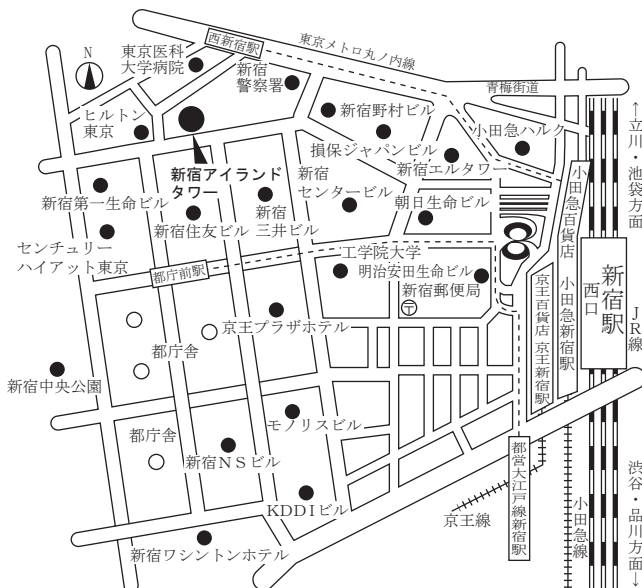 西新宿駅
東京メトロ丸ノ内線
青梅街道
N
東京医科
大学病院
新宿
警察署
ヒルトン
東京
新宿野村ビル
小田急ハルク
損保ジャパンビル
新宿エルタワー
新宿アイランド
タワー
新宿
センタービル
朝日生命ビル
新宿第一生命ビル
新宿住友ビル
新宿
三井ビル
センチュリー
ハイアット東京
都庁前駅
工学院大学
明治安田生命ビル
新宿郵便局
〒
京王プラザホテル
都庁舎
新宿中央公園
都庁舎
モノリスビル
新宿NSビル
KDDIビル
新宿ワシントンホテル
京王線
都営大江戸線新宿駅
小田急線
京王百貨店 京王新宿駅
小田急百貨店 小田急新宿駅
新宿駅
西口
JR線
←立川・池袋方面
渋谷・品川方面→